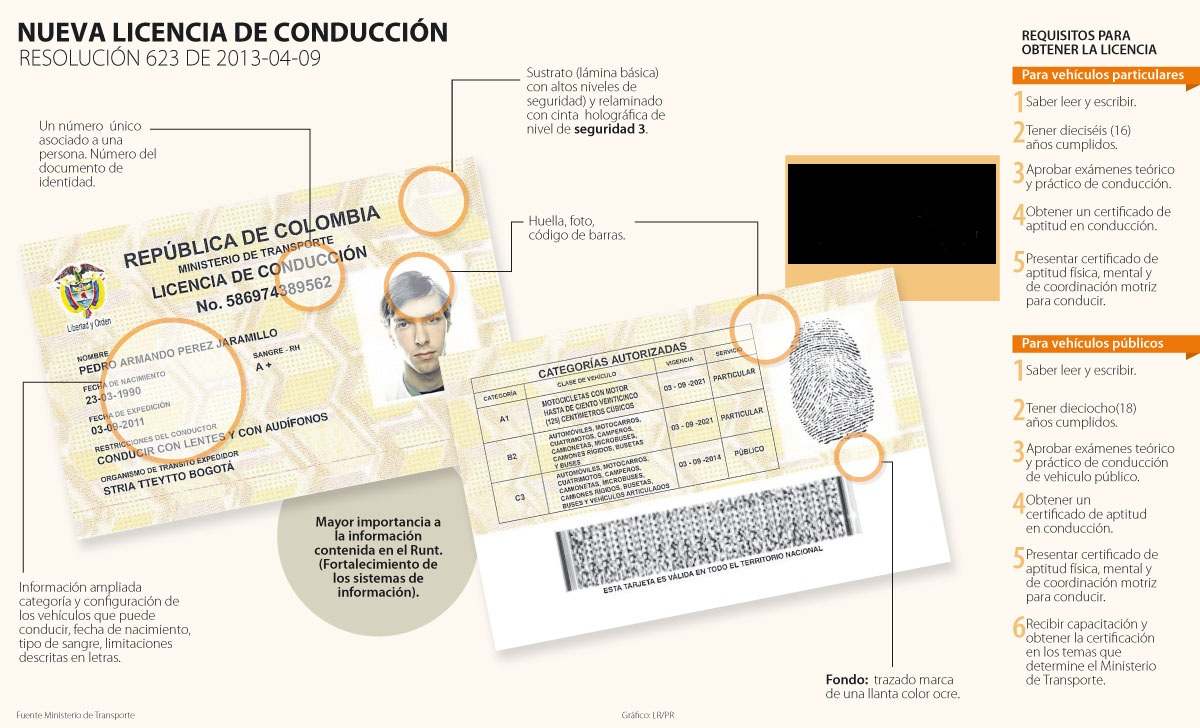 NUEVA LICENCIA DE CONDUCCIÓN
RESOLUCIÓN 623 DE 2013-04-09
Un número único
asociado a una
persona. Número del
documento de
identidad.
Sustrato (lámina básica)
con altos niveles de
seguridad) y relaminado
con cinta holográfica de
nivel de seguridad 3.
Huella, foto,
código de barras.
REPÚBLICA DE COLOMBIA
MINISTERIO DE TRANSPORTE
LICENCIA DE CONDUCCIÓN
No. 586974389562
Libertad y Orden
NOMBRE
PEDRO ARMANDO PEREZ JARAMILLO
FECHA DE NACIMIENTO
23-03-1990
SANGRE - RH
A +
FECHA DE EXPEDICIÓN
03-09-2011
RESTRICCIONES DEL CONDUCTOR
CONDUCIR CON LENTES Y CON AUDÍFONOS
ORGANISMO DE TRÁNSITO EXPEDIDOR
STRIA TTEYTTO BOGOTÁ
CATEGORÍAS AUTORIZADAS
CATEGORÍA CLASE DE VEHÍCULO VIGENCIA SERVICIO
A1
MOTOCICLETAS CON MOTOR
HASTA DE CIENTO VEINTICINCO
(125) CENTÍMETROS CÚBICOS
03 - 09 -2021
PARTICULAR
B2
AUTOMÓVILES, MOTOCARROS,
CUATRIMOTOS, CAMPEROS,
CAMONETAS, MICROBUSES,
CAMIONES RIGIDOS, BUSETAS
Y BUSES
03 - 09 -2021
PARTICULAR
C3
AUTOMÓVILES, MOTOCARROS,
CUATRIMOTOS, CAMPEROS,
CAMONETAS, MICROBUSES,
CAMIONES RÍGIDOS, BUSETAS,
BUSES Y VEHÍCULOS ARTICULADOS
03 - 09 -2014
PÚBLICO
ESTA TARJETA ES VÁLIDA EN TODO EL TERRITORIO NACIONAL
Mayor importancia a
la información
contenida en el Runt.
(Fortalecimiento de
los sistemas de
información).
Información ampliada
categoría y configuración de
los vehículos que puede
conducir, fecha de nacimiento,
tipo de sangre, limitaciones
descritas en letras.
Fondo: trazado marca
de una llanta color ocre.
REQUISITOS PARA
OBTENER LA LICENCIA
Para vehículos particulares
1 Saber leer y escribir.
2 Tener dieciséis (16)
años cumplidos.
3 Aprobar exámenes teórico
y práctico de conducción.
4 Obtener un certificado de
aptitud en conducción.
5 Presentar certificado de
aptitud física, mental y
de coordinación motríz
para conducir.
Para vehículos públicos
1 Saber leer y escribir.
2 Tener dieciocho(18)
años cumplidos.
3 Aprobar exámenes teórico
y práctico de conducción
de vehiculo público.
4 Obtener un
certificado de aptitud
en conducción.
5 Presentar certificado de
aptitud física, mental y
de coordinación motríz
para conducir.
6 Recibir capacitación y
obtener la certificación
en los temas que
determine el Ministerio
de Transporte.
Fuente Ministerio de Transporte
Gráfico: LR/PR